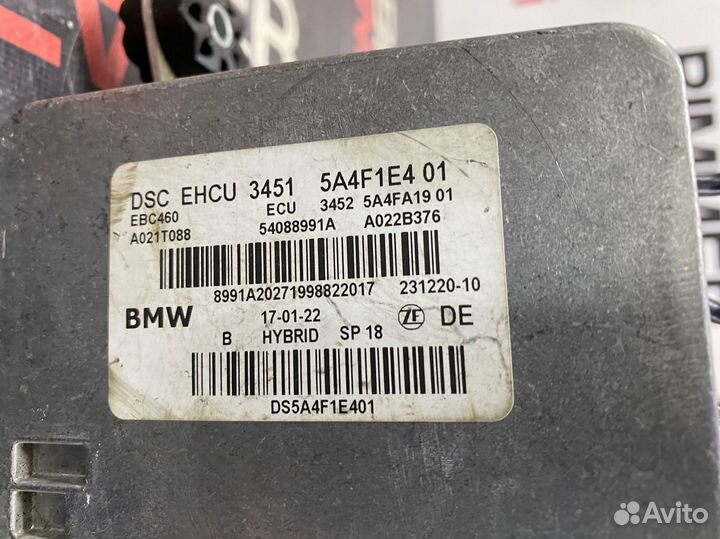 DSC EHCU 3451 5A4F1E4 01
EBC460 ECU 3452 5A4FA19 01
A021T088 54088991A A022B376
8991A20271998822017 231220-10
BMW 17-01-22 ZF DE
B HYBRID SP 18
DS5A4F1E401
Avito